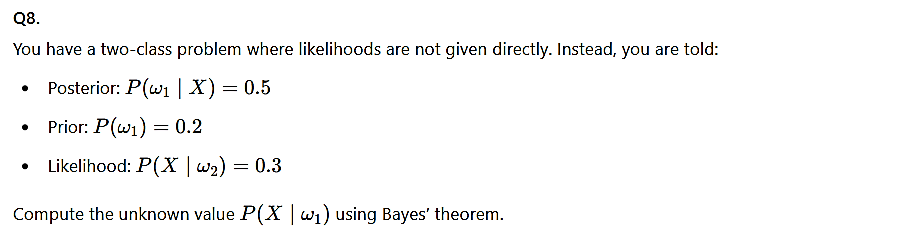 Q8.
You have a two-class problem where likelihoods are not given directly. Instead, you are told:
• Posterior: P(ω₁ | X) = 0.5
• Prior: P(ω₁) = 0.2
• Likelihood: P(X | ω₂) = 0.3
Compute the unknown value P(X | ω₁) using Bayes’ theorem.